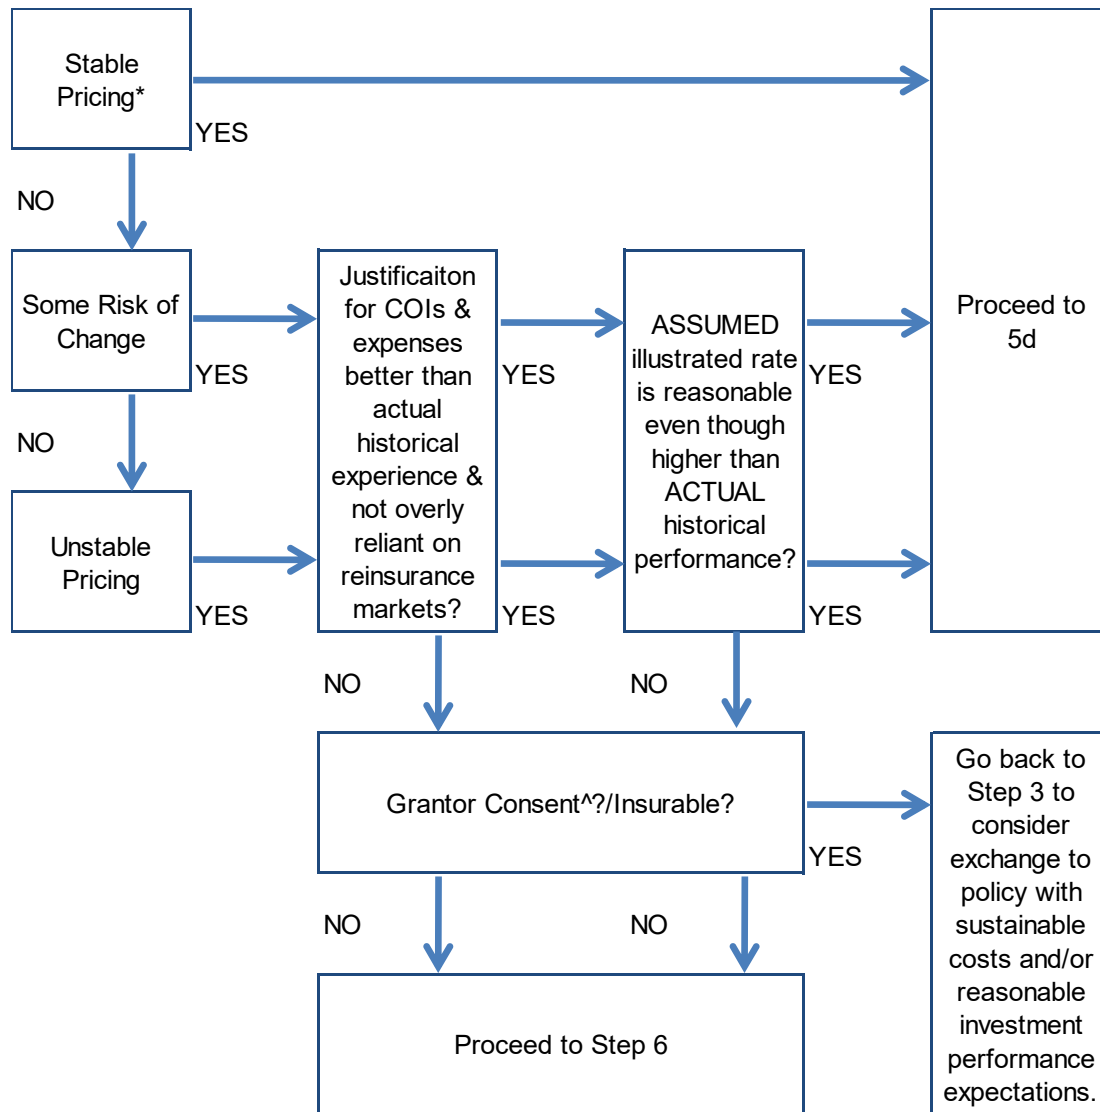 Stable
Pricing*
YES
NO
Some Risk of
Change
YES
NO
Unstable
Pricing
YES
Justificaiton
for COIs &
expenses
better than
actual
historical
experience &
not overly
reliant on
reinsurance
markets?
YES
YES
NO
ASSUMED
illustrated rate
is reasonable
even though
higher than
ACTUAL
historical
performance?
YES
YES
NO
Proceed to
5d
Grantor Consent^?/Insurable?
YES
NO
NO
Go back to
Step 3 to
consider
exchange to
policy with
sustainable
costs and/or
reasonable
investment
performance
expectations.
Proceed to Step 6